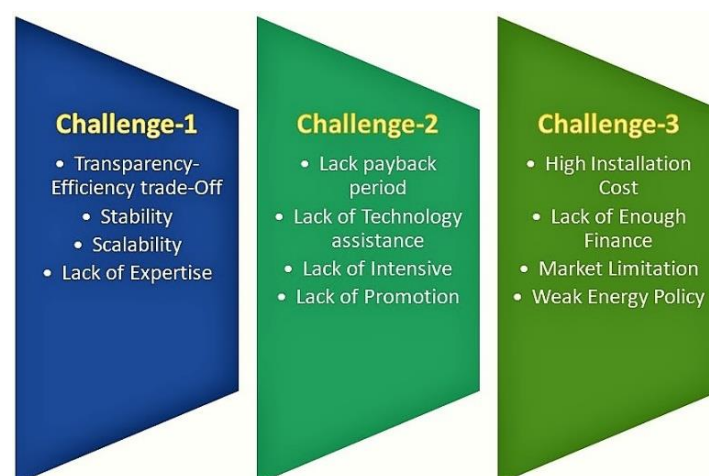 Challenge-1
• Transparency-
Efficiency trade-Off
• Stability
• Scalability
• Lack of Expertise
Challenge-2
• Lack payback
period
• Lack of Technology
assistance
• Lack of Intensive
• Lack of Promotion
Challenge-3
• High Installation
Cost
• Lack of Enough
Finance
• Market Limitation
• Weak Energy Policy